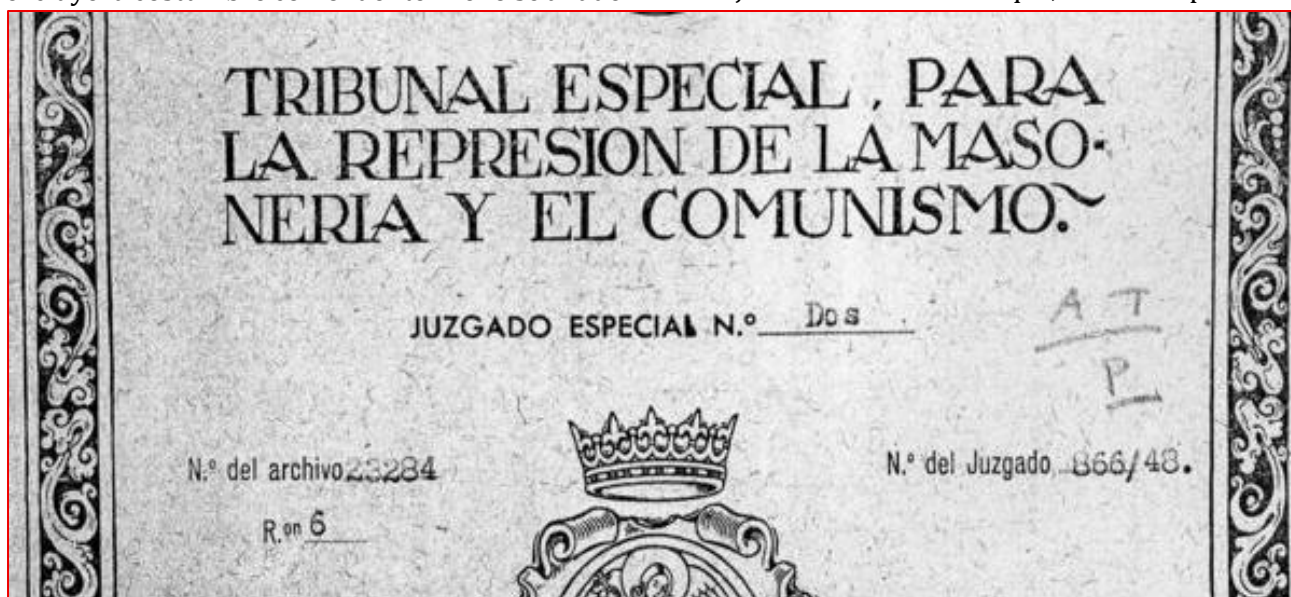 TRIBUNAL ESPECIAL, PARA
LA REPRESION DE LA MASO-
NERIA Y EL COMUNISMO.
JUZGADO ESPECIAL N.º Dos
A T
P
N.º del archivo 23284
N.º del Juzgado 866/48.
R.on 6